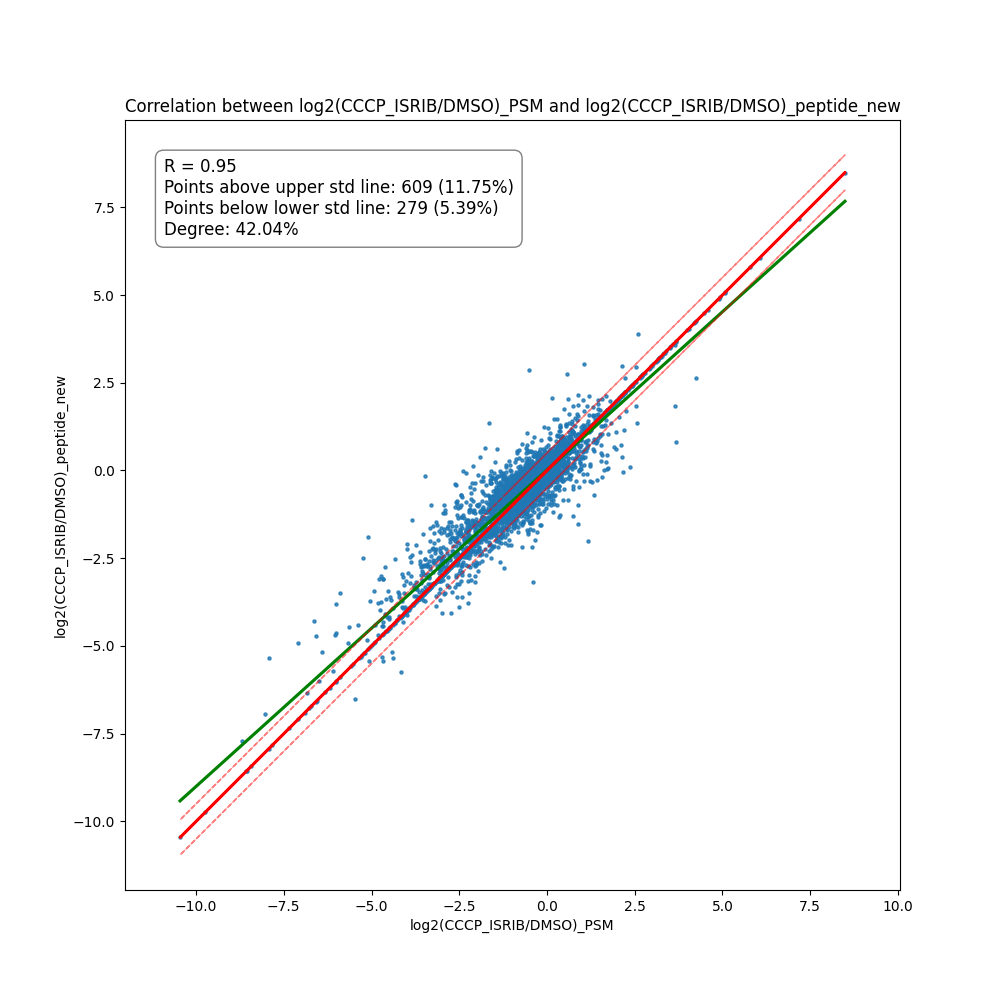 Correlation between log2(CCCP_ISRIB/DMSO)_PSM and log2(CCCP_ISRIB/DMSO)_peptide_new
R = 0.95
Points above upper std line: 609 (11.75%)
Points below lower std line: 279 (5.39%)
Degree: 42.04%
7.5
5.0
2.5
0.0
−2.5
−5.0
−7.5
−10.0
log2(CCCP_ISRIB/DMSO)_peptide_new
−10.0 −7.5 −5.0 −2.5 0.0 2.5 5.0 7.5 10.0
log2(CCCP_ISRIB/DMSO)_PSM